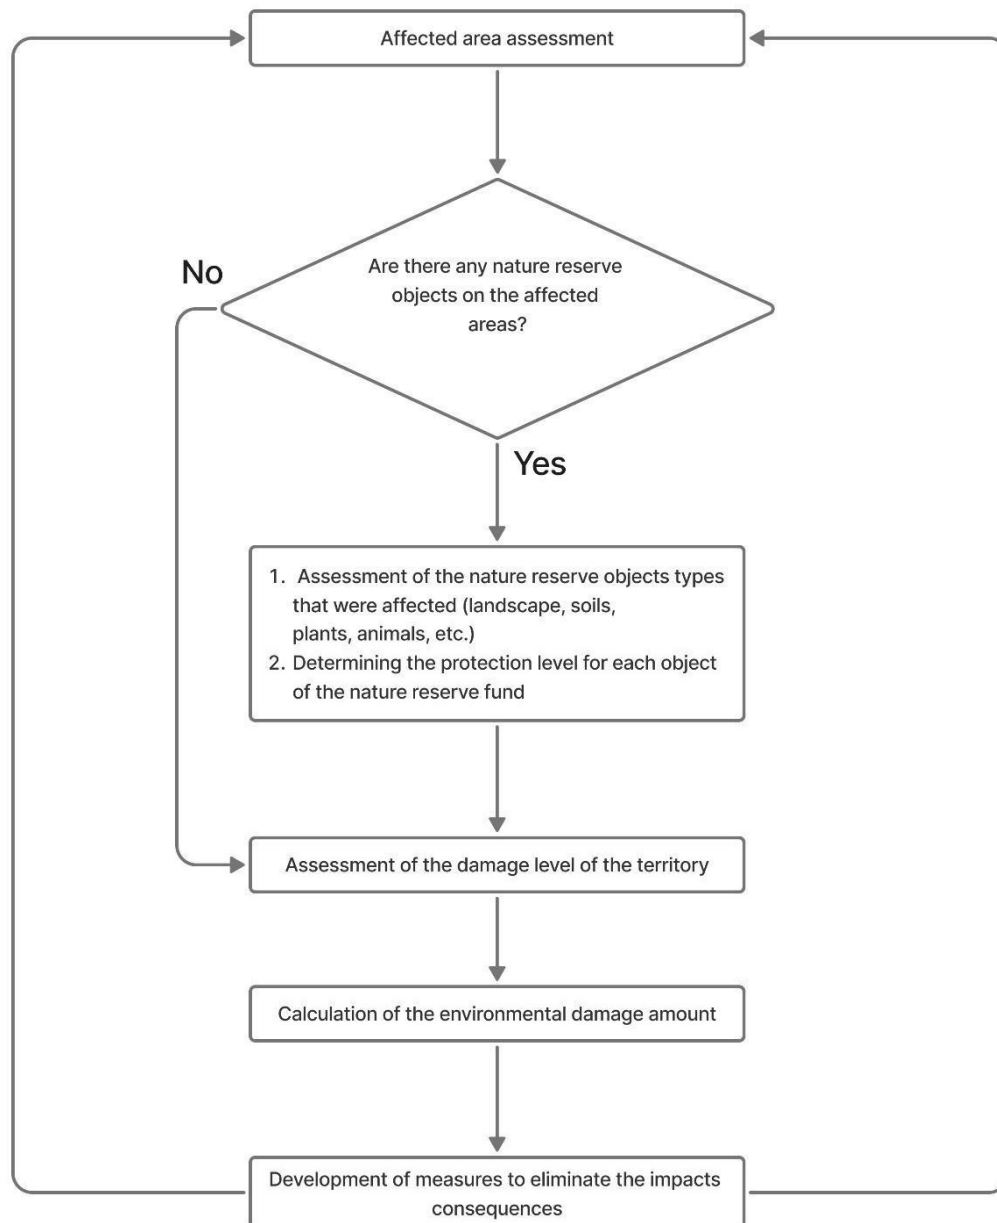 Affected area assessment
No
Are there any nature reserve
objects on the affected
areas?
Yes
1. Assessment of the nature reserve objects types
that were affected (landscape, soils,
plants, animals, etc.)
2. Determining the protection level for each object
of the nature reserve fund
Assessment of the damage level of the territory
Calculation of the environmental damage amount
Development of measures to eliminate the impacts
consequences